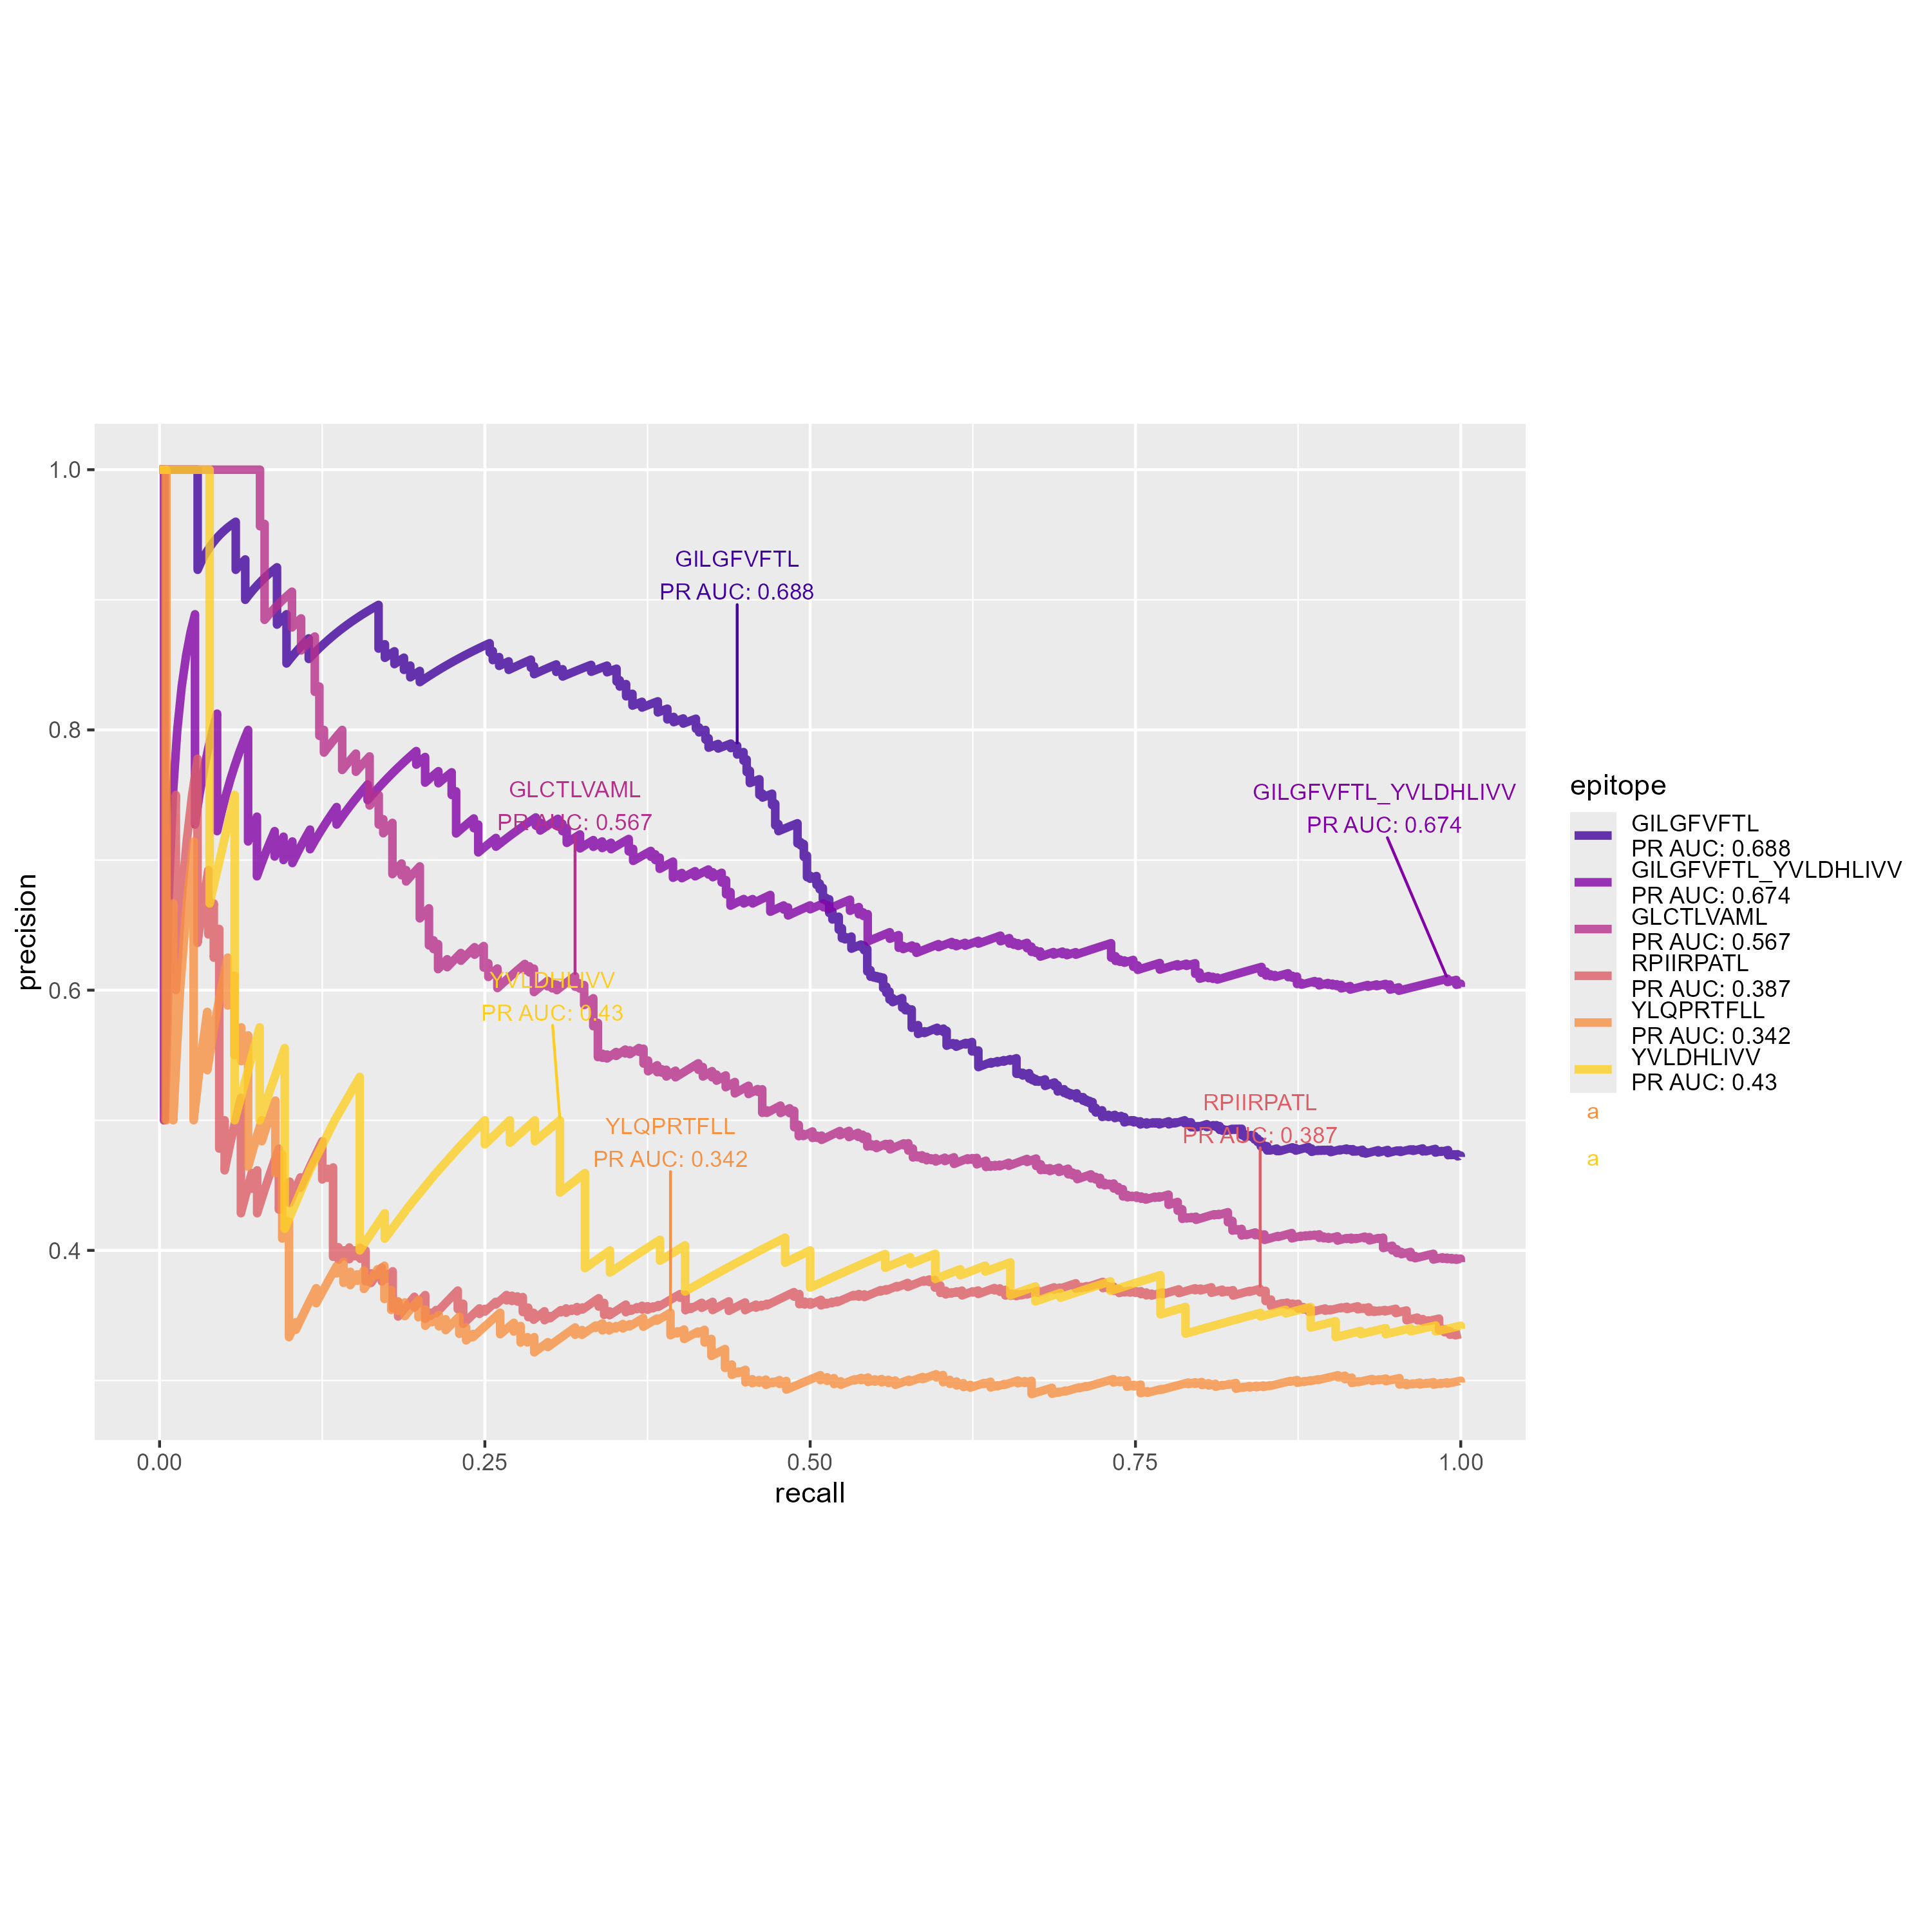 1.0
0.8
0.6
0.4
precision
0.00
0.25
0.50
0.75
1.00
recall
GILGFVFTL
PR AUC: 0.688
GLCTLVAML
PR AUC: 0.567
GILGFVFTL_YVLDHLIVV
PR AUC: 0.674
YVLDHLIVV
PR AUC: 0.43
YLQPRTFLL
PR AUC: 0.342
RPIIRPATL
PR AUC: 0.387
epitope
GILGFVFTL
PR AUC: 0.688
GILGFVFTL_YVLDHLIVV
PR AUC: 0.674
GLCTLVAML
PR AUC: 0.567
RPIIRPATL
PR AUC: 0.387
YLQPRTFLL
PR AUC: 0.342
YVLDHLIVV
PR AUC: 0.43
a
a